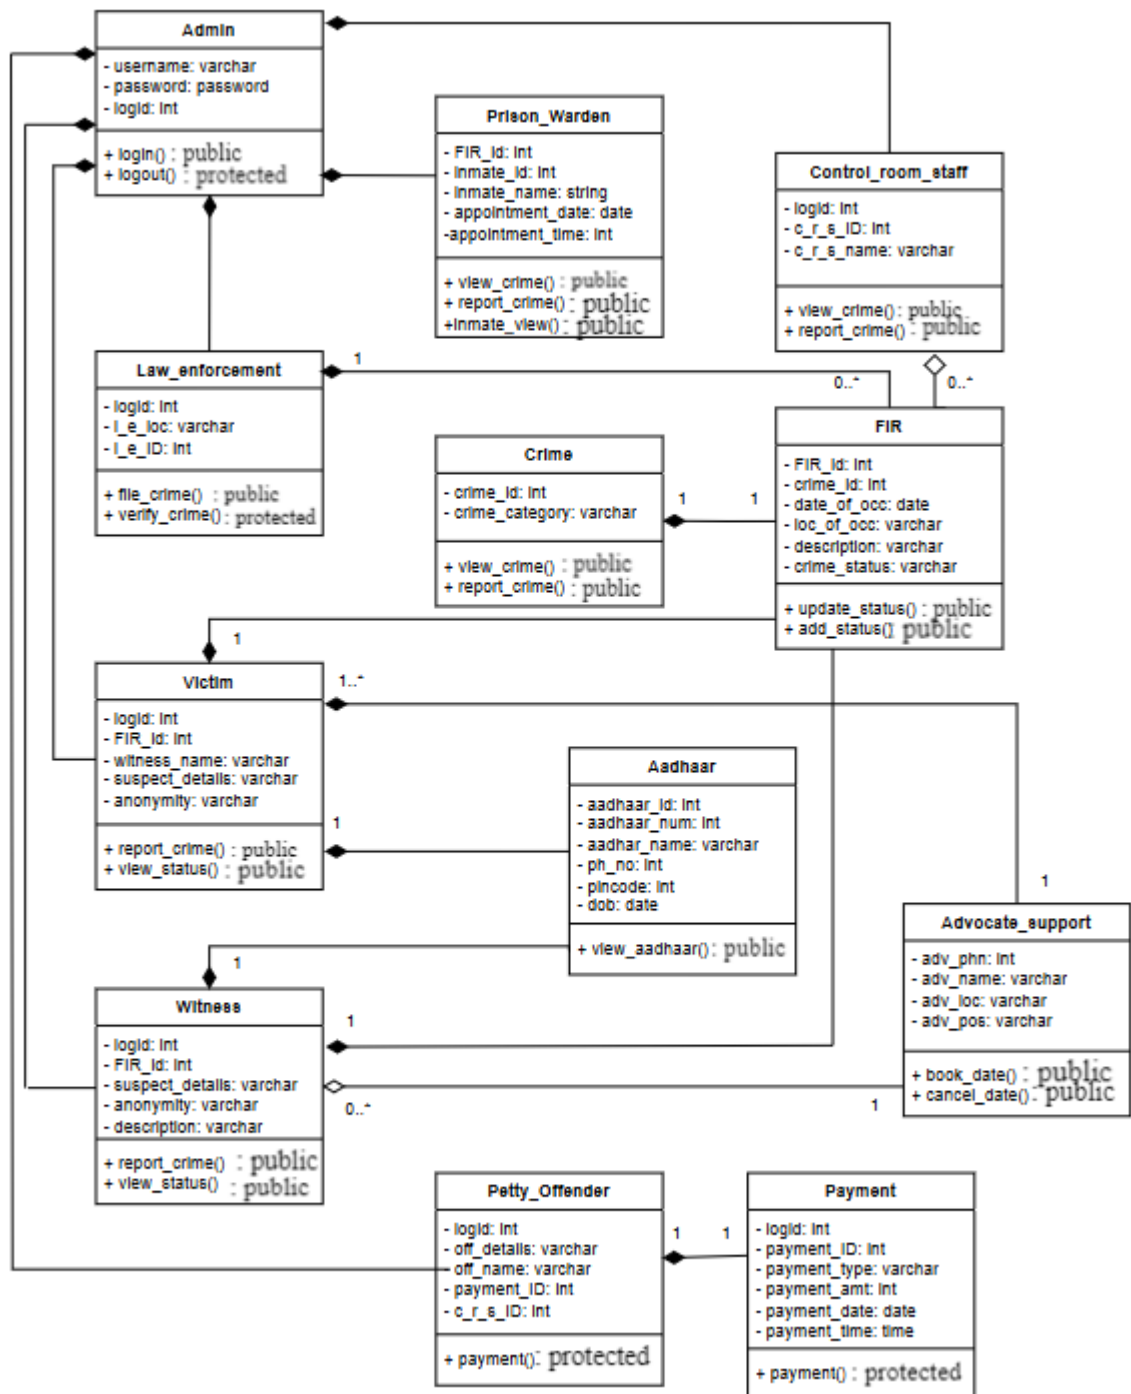 Admin
- username: varchar
- password: password
- logid: int
+ login() : public
+ logout() : protected
Prison_Warden
- FIR_id: int
- inmate_id: int
- inmate_name: string
- appointment_date: date
-appointment_time: int
+ view_crime() : public
+ report_crime() : public
+inmate_view() : public
Control_room_staff
- logid: int
- c_r_s_ID: int
- c_r_s_name: varchar
+ view_crime() : public
+ report_crime() : public
Law_enforcement
- logid: int
- l_e_loc: varchar
- l_e_ID: int
+ file_crime() : public
+ verify_crime() : protected
1
0..*
0..*
FIR
- FIR_id: int
- crime_id: int
- date_of_occ: date
- loc_of_occ: varchar
- description: varchar
- crime_status: varchar
+ update_status() : public
+ add_status() : public
Crime
- crime_id: int
- crime_category: varchar
+ view_crime() : public
+ report_crime() : public
1
1
1
Victim
- logid: int
- FIR_id: int
- witness_name: varchar
- suspect_details: varchar
- anonymity: varchar
+ report_crime() : public
+ view_status() : public
1..*
1
Aadhaar
- aadhaar_id: int
- aadhaar_num: int
- aadhar_name: varchar
- ph_no: int
- pincode: int
- dob: date
+ view_aadhaar() : public
1
1
Advocate_support
- adv_phn: int
- adv_name: varchar
- adv_loc: varchar
- adv_pos: varchar
+ book_date() : public
+ cancel_date() : public
Witness
- logid: int
- FIR_id: int
- suspect_details: varchar
- anonymity: varchar
- description: varchar
+ report_crime() : public
+ view_status() : public
1
0..*
1
Petty_Offender
- logid: int
- off_details: varchar
- off_name: varchar
- payment_ID: int
- c_r_s_ID: int
+ payment() : protected
1
1
Payment
- logid: int
- payment_ID: int
- payment_type: varchar
- payment_amt: int
- payment_date: date
- payment_time: time
+ payment() : protected